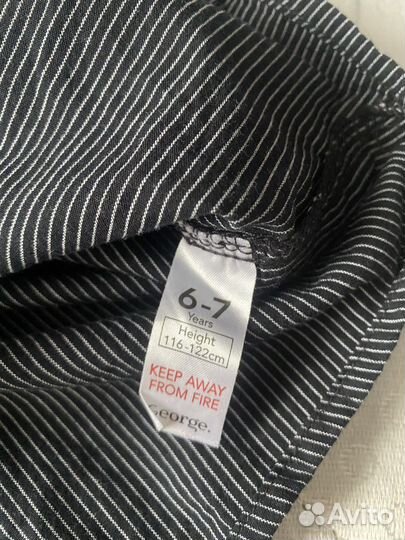 6-7
Years
Height
116-122cm
KEEP AWAY
FROM FIRE
George.
Avito